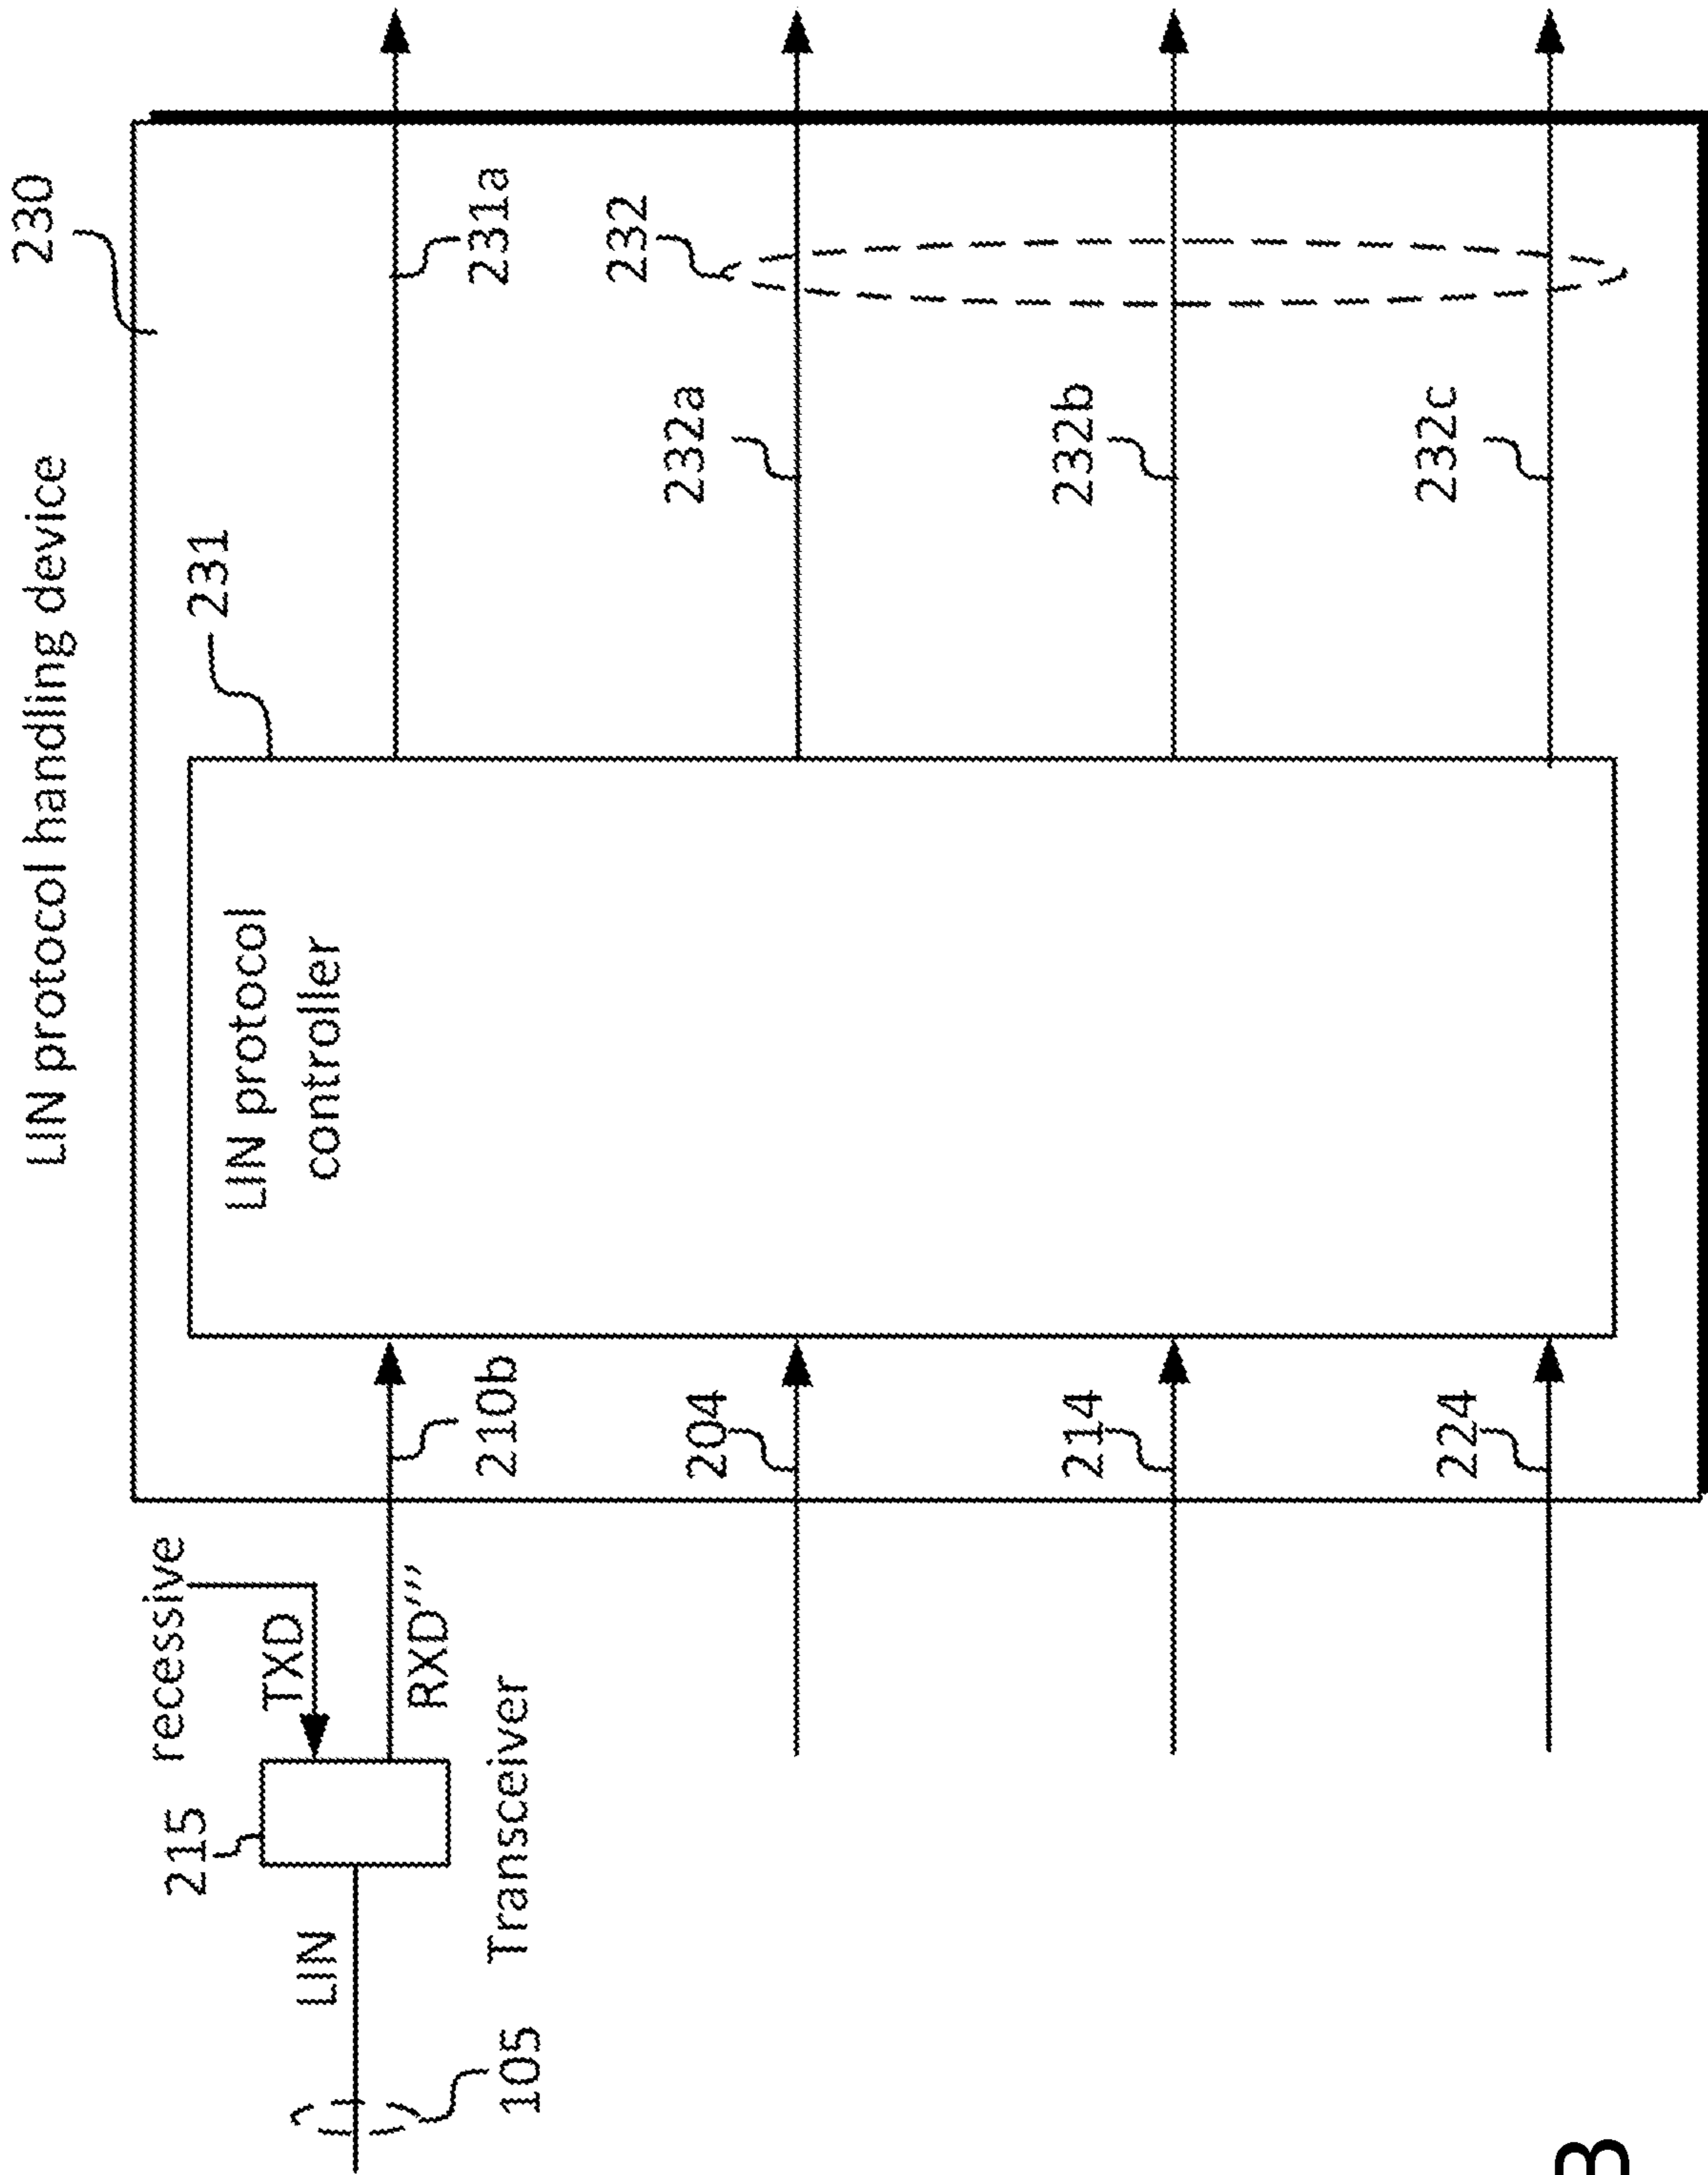 LIN protocol handling device
230
recessive
215
TXD
LIN
RXD'''
Transceiver
105
210b
LIN protocol
controller
231
231a
232
204
232a
214
232b
224
232c
3